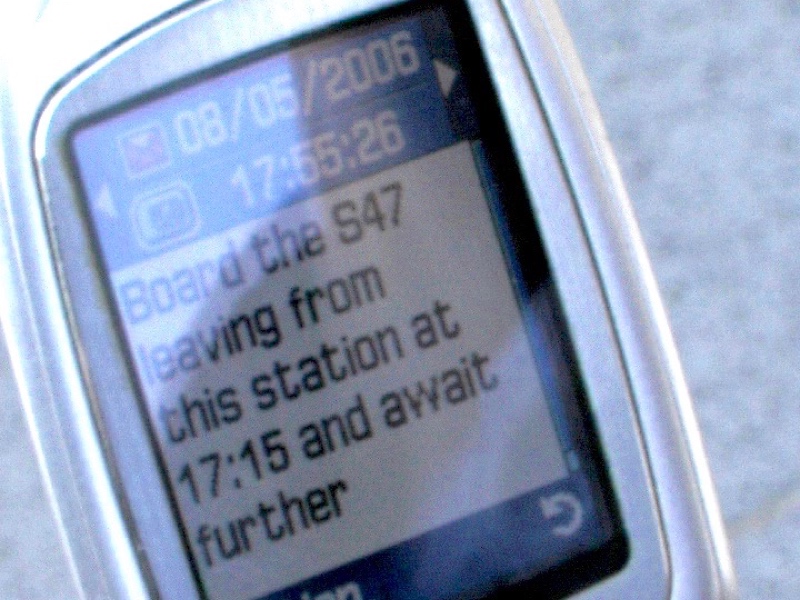 08/05/2006
17:55:26
Board the S47
leaving from
this station at
17:15 and await
further